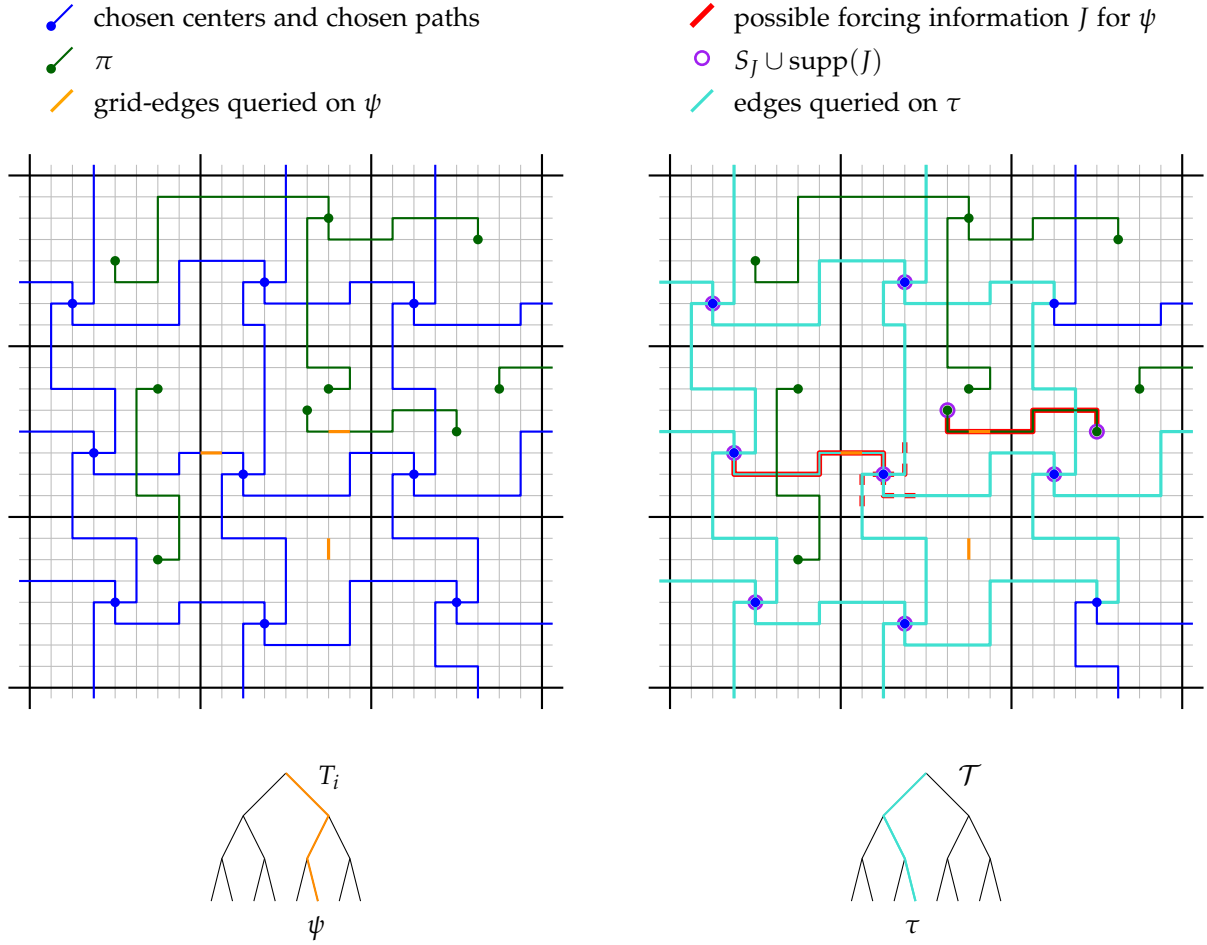 chosen centers and chosen paths
π
grid-edges queried on ψ
possible forcing information J for ψ
S_J ∪ supp(J)
edges queried on τ
T_i
ψ
𝒯
τ